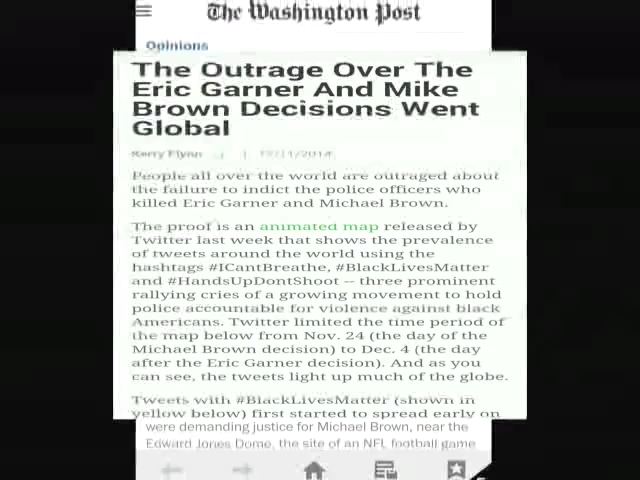 The Washington Post
Opinions
The Outrage Over The
Eric Garner And Mike
Brown Decisions Went
Global
Kerry Flynn
People all over the world are outraged about
the failure to indict the police officers who
killed Eric Garner and Michael Brown.
The proof is an animated map released by
Twitter last week that shows the prevalence
of tweets around the world using the
hashtags #ICantBreathe, #BlackLivesMatter
and #HandsUpDontShoot -- three prominent
rallying cries of a growing movement to hold
police accountable for violence against black
Americans. Twitter limited the time period of
the map below from Nov. 24 (the day of the
Michael Brown decision) to Dec. 4 (the day
after the Eric Garner decision). And as you
can see, the tweets light up much of the globe.
Tweets with #BlackLivesMatter (shown in
yellow below) first started to spread early on
were demanding justice for Michael Brown, near the
Edward Jones Dome, the site of an NFL football game